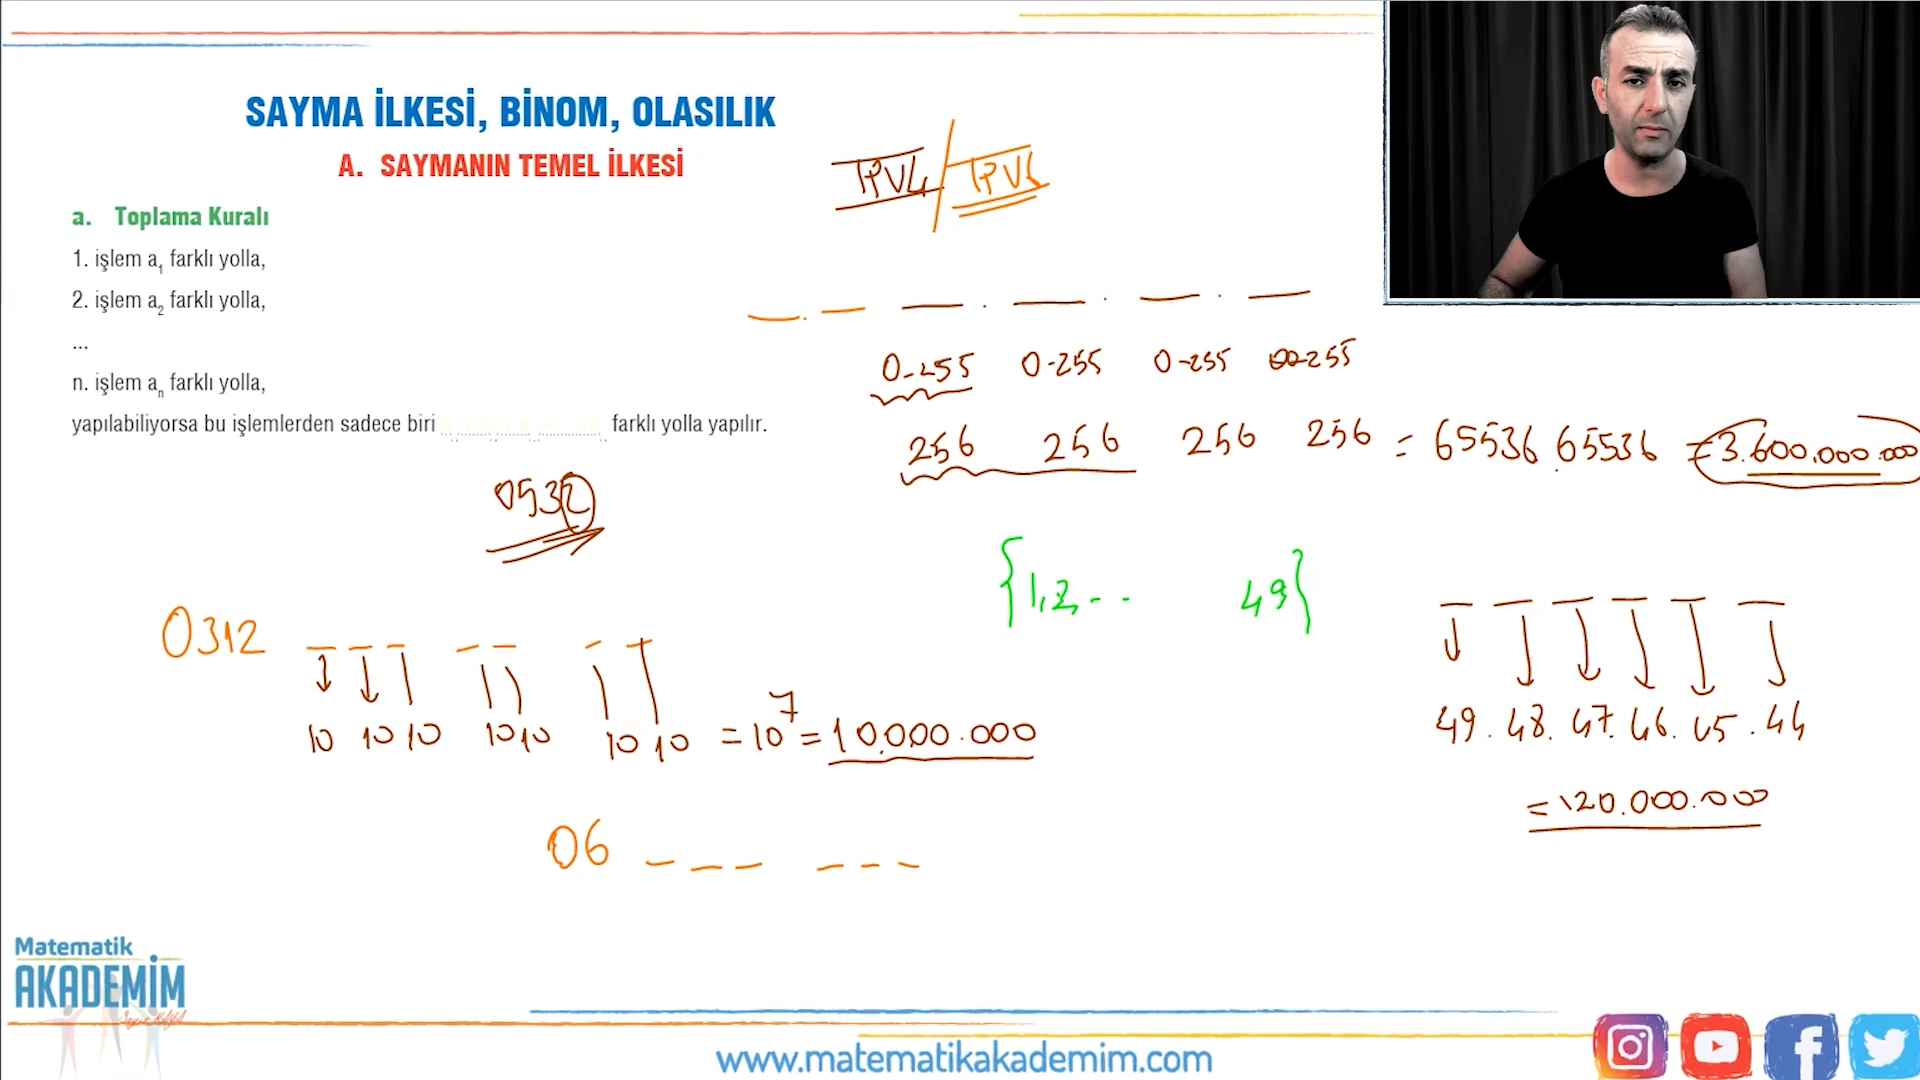 SAYMA İLKESİ, BİNOM, OLASILIK
A. SAYMANIN TEMEL İLKESİ
IPV4 / IPV6
a. Toplama Kuralı
1. işlem a1 farklı yolla,
2. işlem a2 farklı yolla,
...
n. işlem an farklı yolla,
yapılabiliyorsa bu işlemlerden sadece biri ........................ farklı yolla yapılır.
0-255 0-255 0-255 0-255
256 256 256 256 = 65536.65536 = 3.600.000.000
0532
{1,2,.. 49}
0312
10 10 10 10 10 10 10 = 10^7 = 10.000.000
49.48.47.46.45.44
= 120.000.000
06
Matematik
AKADEMİM
www.matematikakademim.com